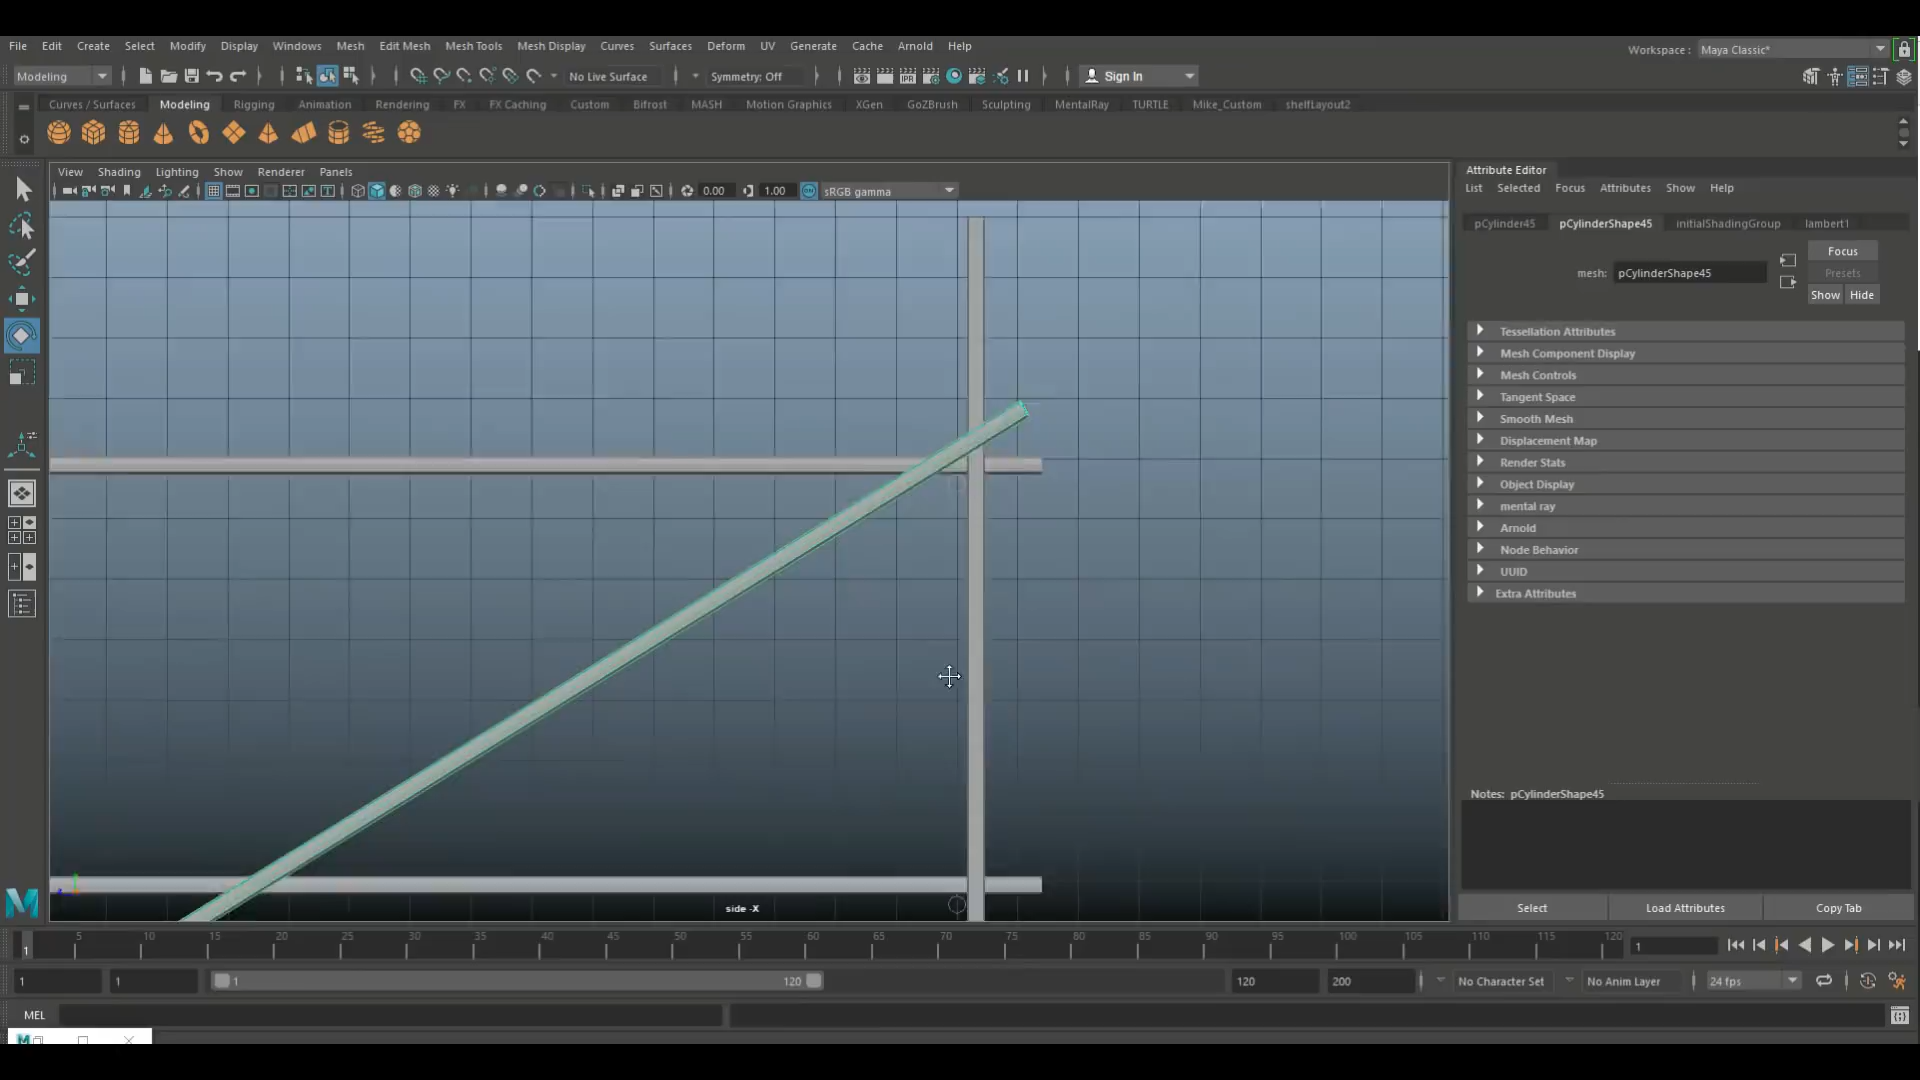 File Edit Create Select Modify Display Windows Mesh Edit Mesh Mesh Tools Mesh Display Curves Surfaces Deform UV Generate Cache Arnold Help
Workspace : Maya Classic*
Modeling No Live Surface Symmetry: Off Sign In
Curves / Surfaces Modeling Rigging Animation Rendering FX FX Caching Custom Bifrost MASH Motion Graphics XGen GoZBrush Sculpting MentalRay TURTLE Mike_Custom shelfLayout2
View Shading Lighting Show Renderer Panels
0.00 1.00 sRGB gamma
side -X
Attribute Editor
List Selected Focus Attributes Show Help
pCylinder45 pCylinderShape45 initialShadingGroup lambert1
Focus
mesh: pCylinderShape45
Presets
Show Hide
Tessellation Attributes
Mesh Component Display
Mesh Controls
Tangent Space
Smooth Mesh
Displacement Map
Render Stats
Object Display
mental ray
Arnold
Node Behavior
UUID
Extra Attributes
Notes: pCylinderShape45
Select Load Attributes Copy Tab
1 5 10 15 20 25 30 35 40 45 50 55 60 65 70 75 80 85 90 95 100 105 110 115 120 1
1 1 1 120 120 200 No Character Set No Anim Layer 24 fps
MEL